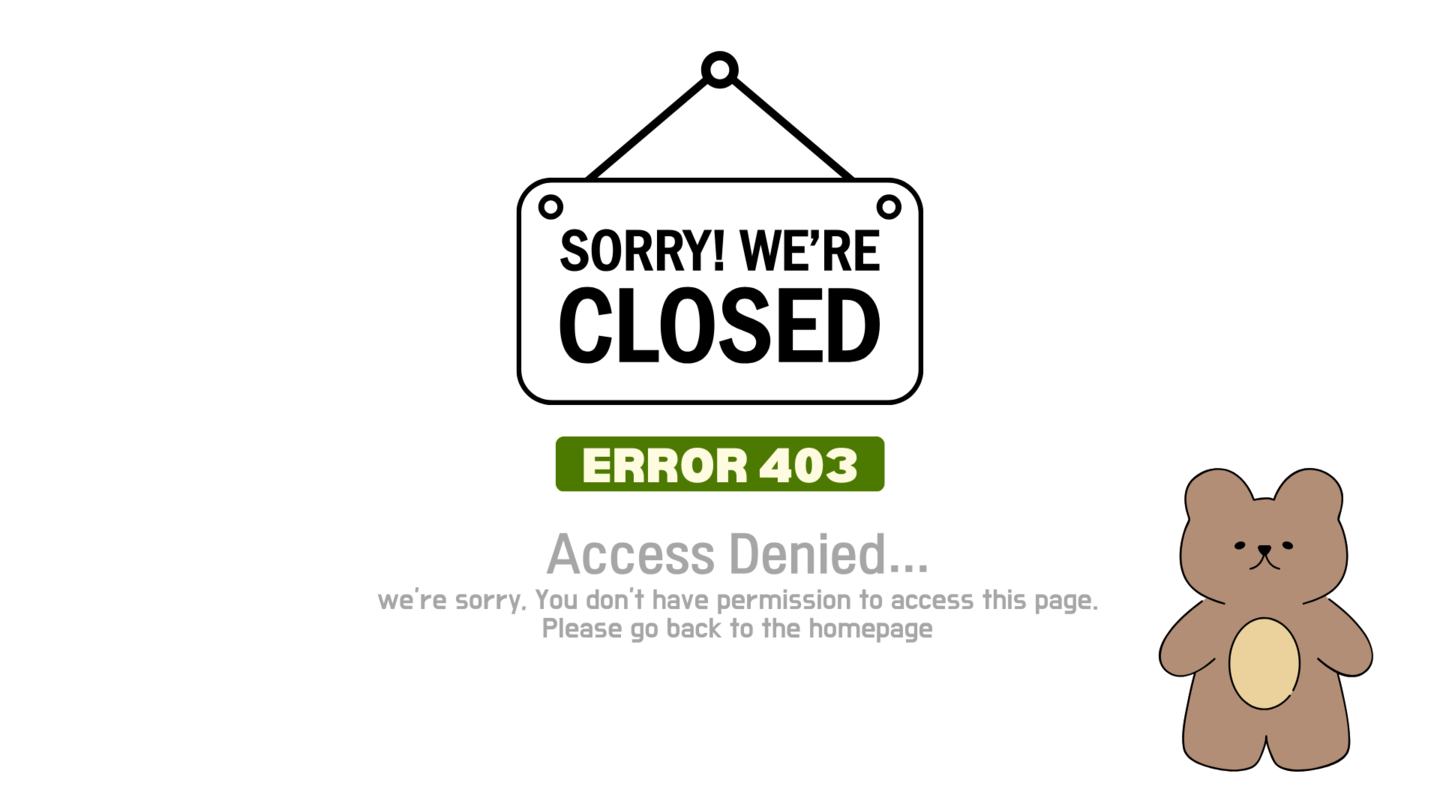 SORRY! WE’RE
CLOSED
ERROR 403
Access Denied...
we're sorry. You don't have permission to access this page.
Please go back to the homepage